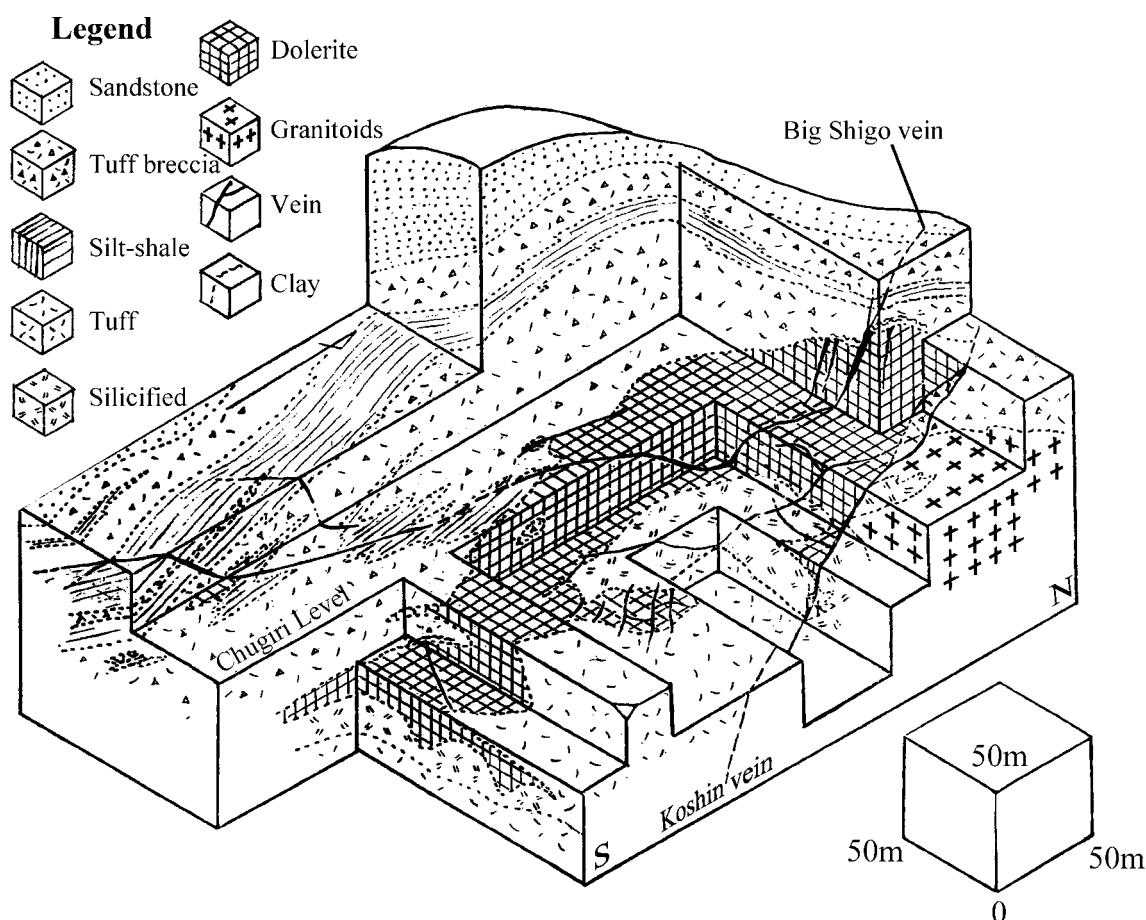 Legend
Sandstone
Tuff breccia
Silt-shale
Tuff
Silicified
Dolerite
Granitoids
Vein
Clay
Big Shigo vein
Chugiri Level
Koshin vein
S
N
50m
50m
50m
0